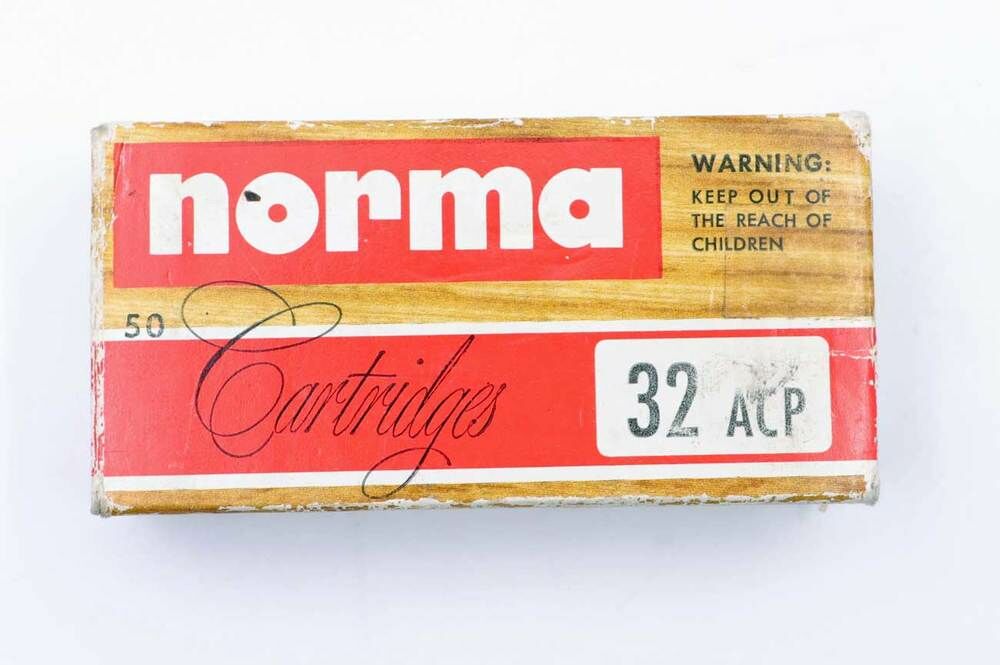 norma
WARNING:
KEEP OUT OF
THE REACH OF
CHILDREN
50
Cartridges
32 ACP